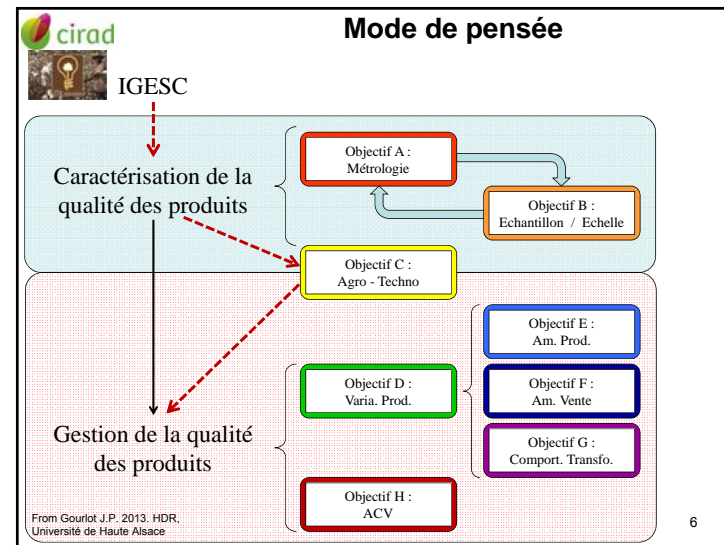 Mode de pensée
cirad
IGESC
Caractérisation de la
qualité des produits
Objectif A :
Métrologie
Objectif B :
Echantillon / Echelle
Objectif C :
Agro - Techno
Objectif D :
Varia. Prod.
Objectif E :
Am. Prod.
Objectif F :
Am. Vente
Objectif G :
Comport. Transfo.
Gestion de la qualité
des produits
Objectif H :
ACV
From Gourlot J.P. 2013. HDR,
Université de Haute Alsace
6